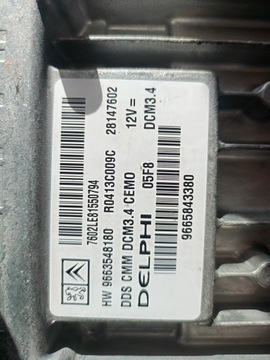 7602LE81550794
HW 9663548180 R0413C009C 28147602
DDS CMM DCM3.4 CEMO 12V=
DELPHI 05F8 DCM3.4
9665843380